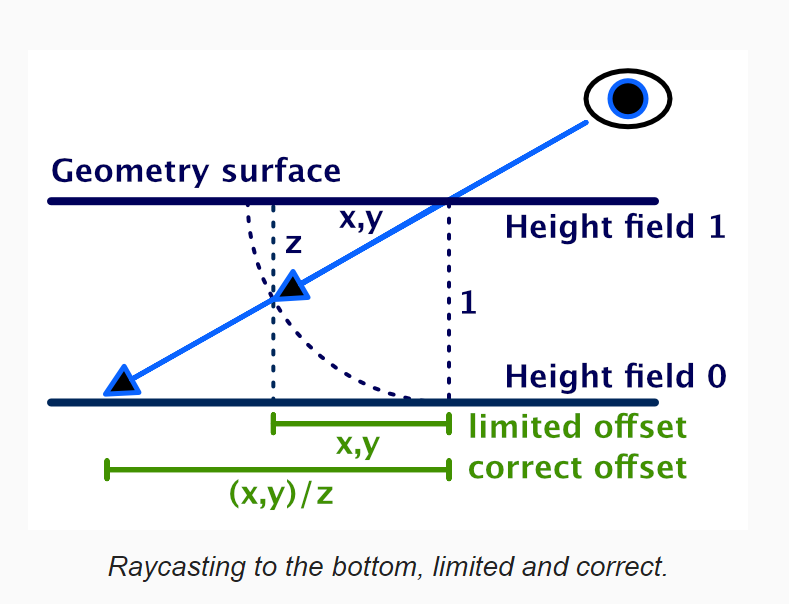 Geometry surface
x,y
Height field 1
z
1
Height field 0
limited offset
x,y
correct offset
(x,y)/z
Raycasting to the bottom, limited and correct.